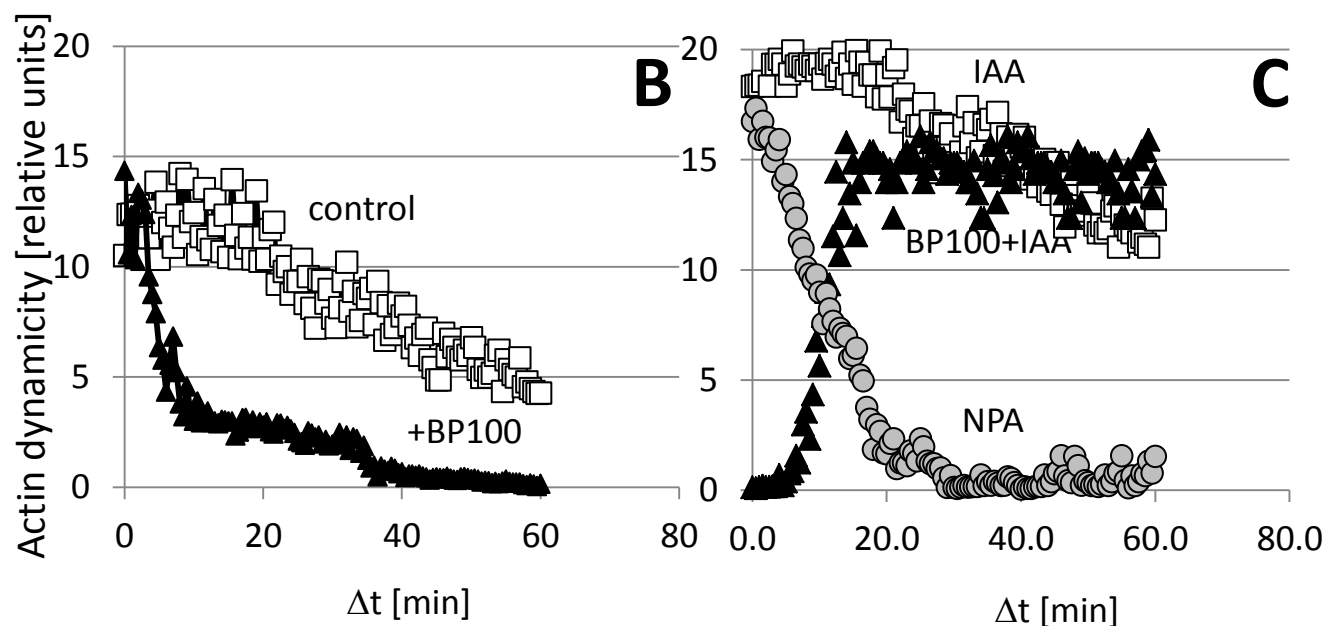 Actin dynamicity [relative units]
B
20
15
10
5
0
control
+BP100
0 20 40 60 80
Δt [min]
C
20
15
10
5
0
IAA
BP100+IAA
NPA
0.0 20.0 40.0 60.0 80.0
Δt [min]